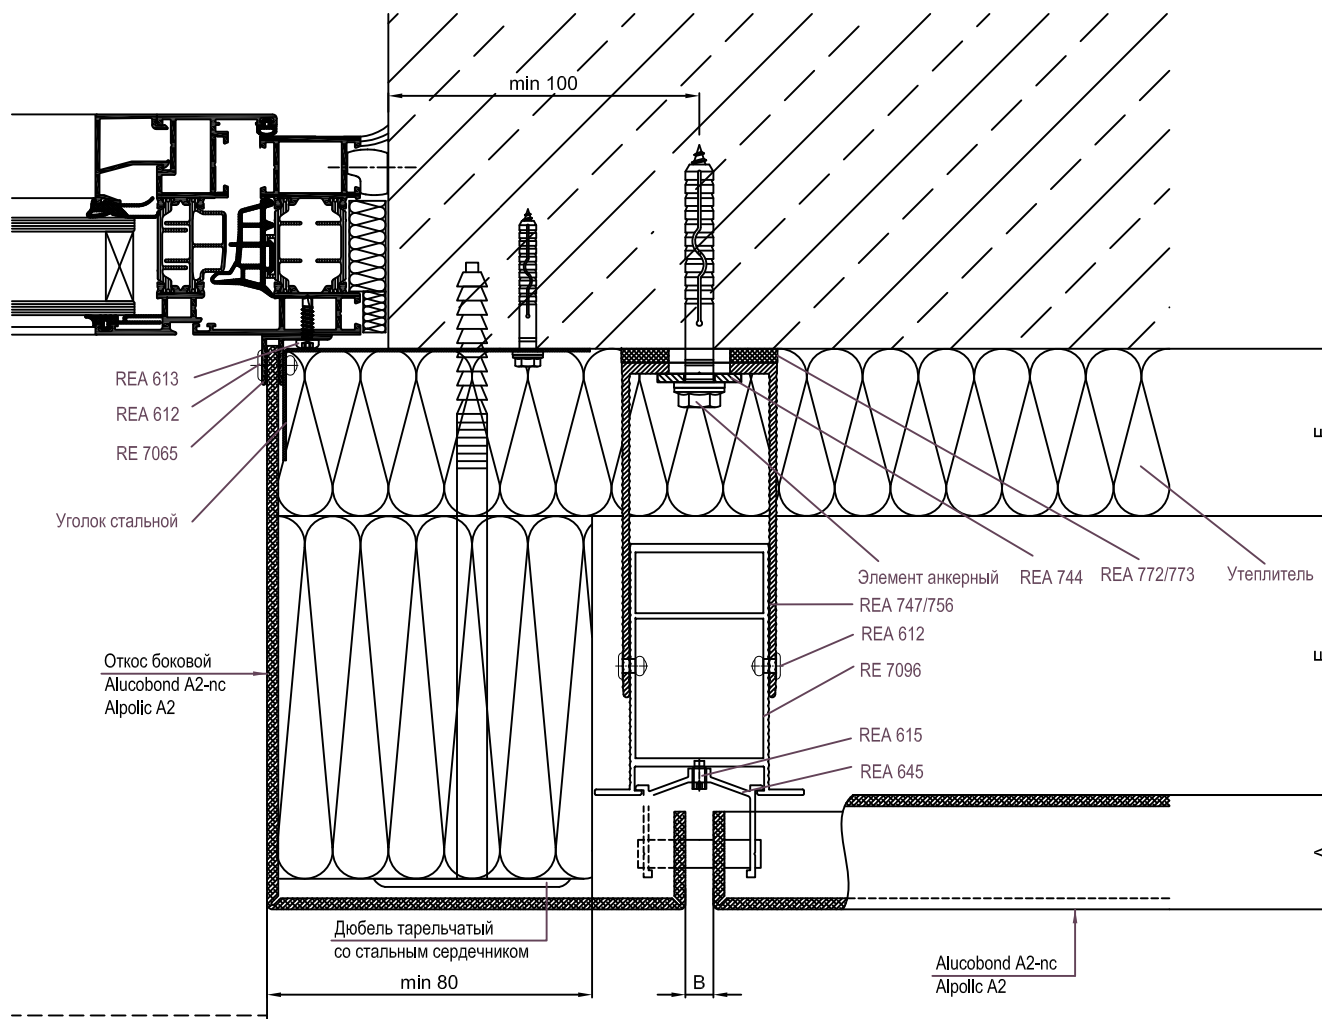 min 100
REA 613
REA 612
RE 7065
Уголок стальной
Элемент анкерный
REA 744
REA 772/773
Утеплитель
REA 747/756
REA 612
RE 7096
REA 615
REA 645
Откос боковой
Alucobond A2-nc
Alpolic A2
Дюбель тарельчатый
со стальным сердечником
min 80
B
Alucobond A2-nc
Alpolic A2